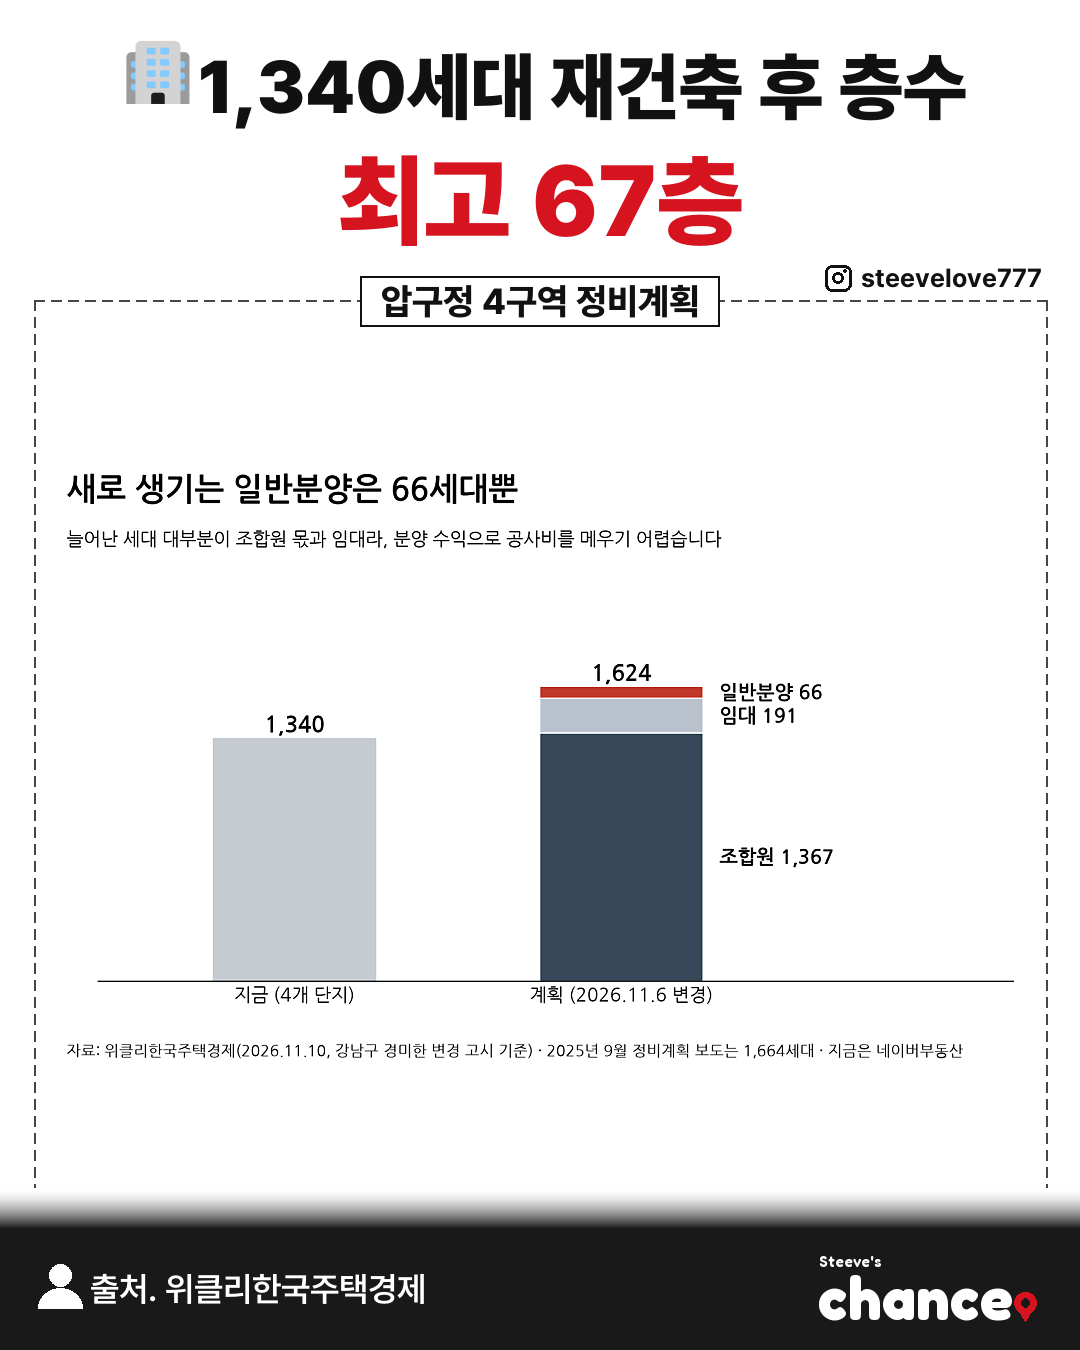 1,340세대 재건축 후 층수
최고 67층
steevelove777
압구정 4구역 정비계획
새로 생기는 일반분양은 66세대뿐
늘어난 세대 대부분이 조합원 몫과 임대라, 분양 수익으로 공사비를 메우기 어렵습니다
1,624
일반분양 66
임대 191
1,340
조합원 1,367
지금 (4개 단지)
계획 (2026.11.6 변경)
자료: 위클리한국주택경제(2026.11.10, 강남구 경미한 변경 고시 기준) · 2025년 9월 정비계획 보도는 1,664세대 · 지금은 네이버부동산
출처. 위클리한국주택경제
Steeve's
chance